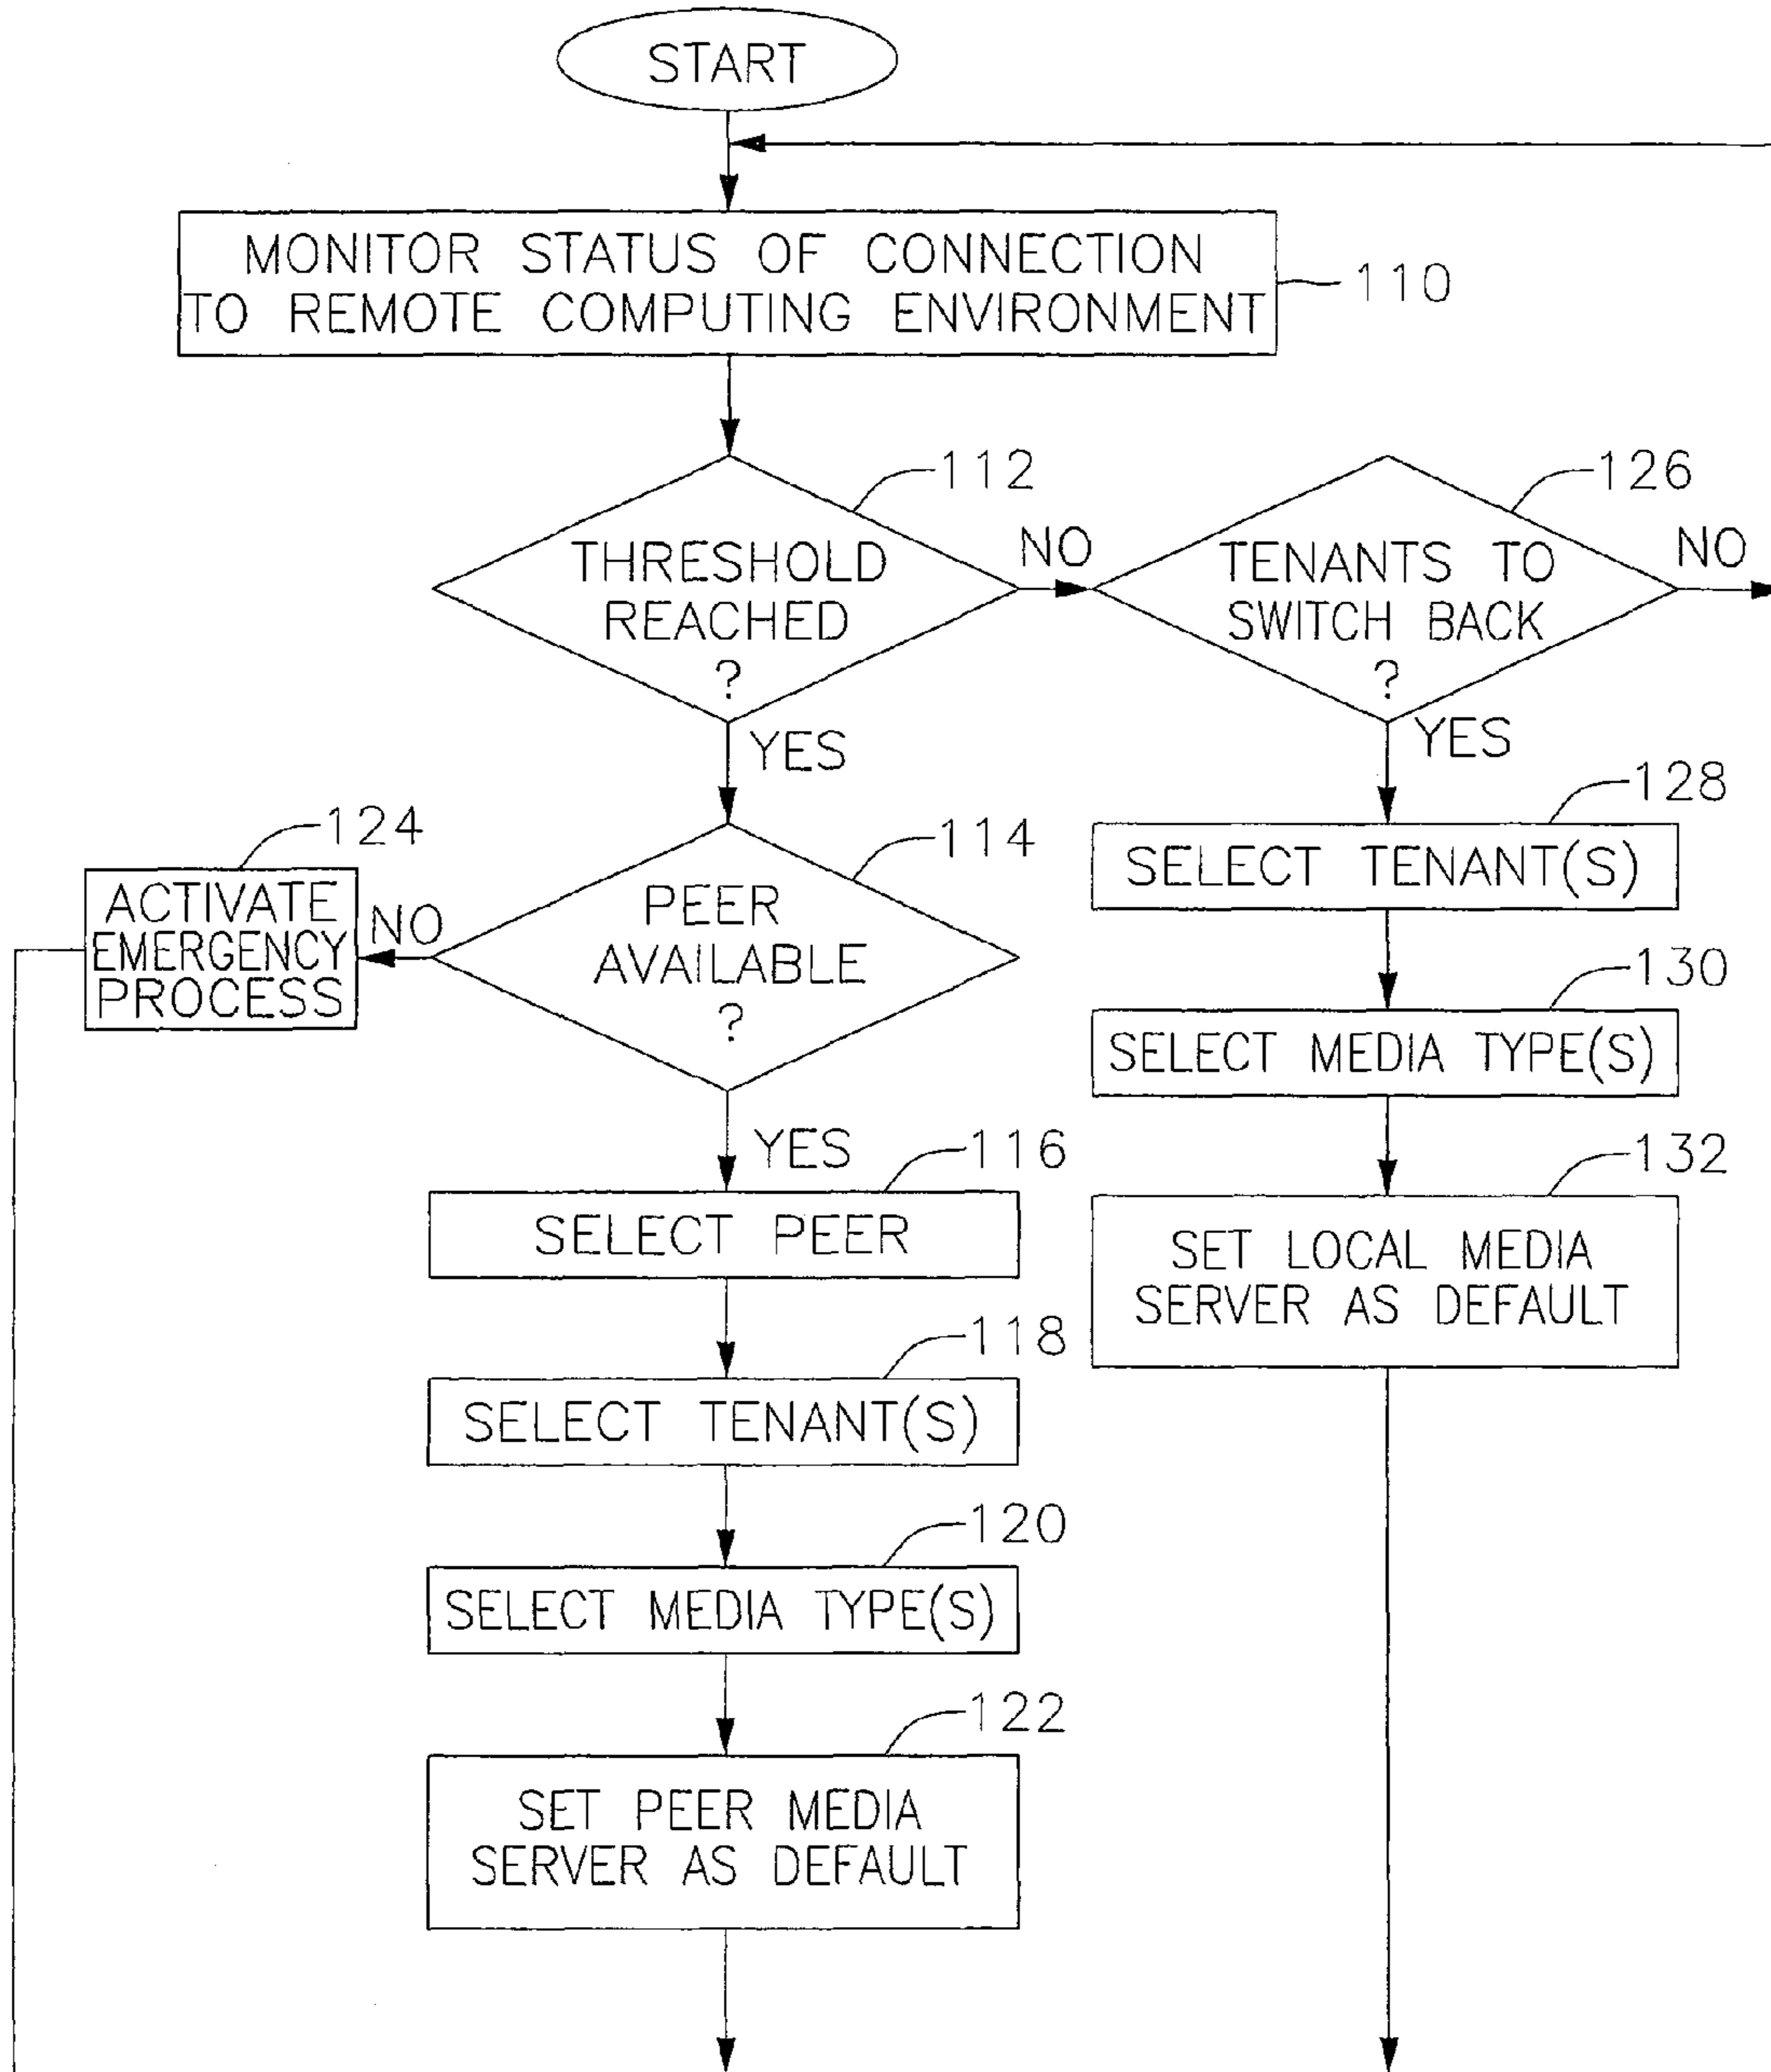 START
MONITOR STATUS OF CONNECTION
TO REMOTE COMPUTING ENVIRONMENT
110
112
THRESHOLD
REACHED
?
NO
YES
126
TENANTS TO
SWITCH BACK
?
NO
YES
114
PEER
AVAILABLE
?
NO
YES
124
ACTIVATE
EMERGENCY
PROCESS
116
SELECT PEER
118
SELECT TENANT(S)
120
SELECT MEDIA TYPE(S)
122
SET PEER MEDIA
SERVER AS DEFAULT
128
SELECT TENANT(S)
130
SELECT MEDIA TYPE(S)
132
SET LOCAL MEDIA
SERVER AS DEFAULT